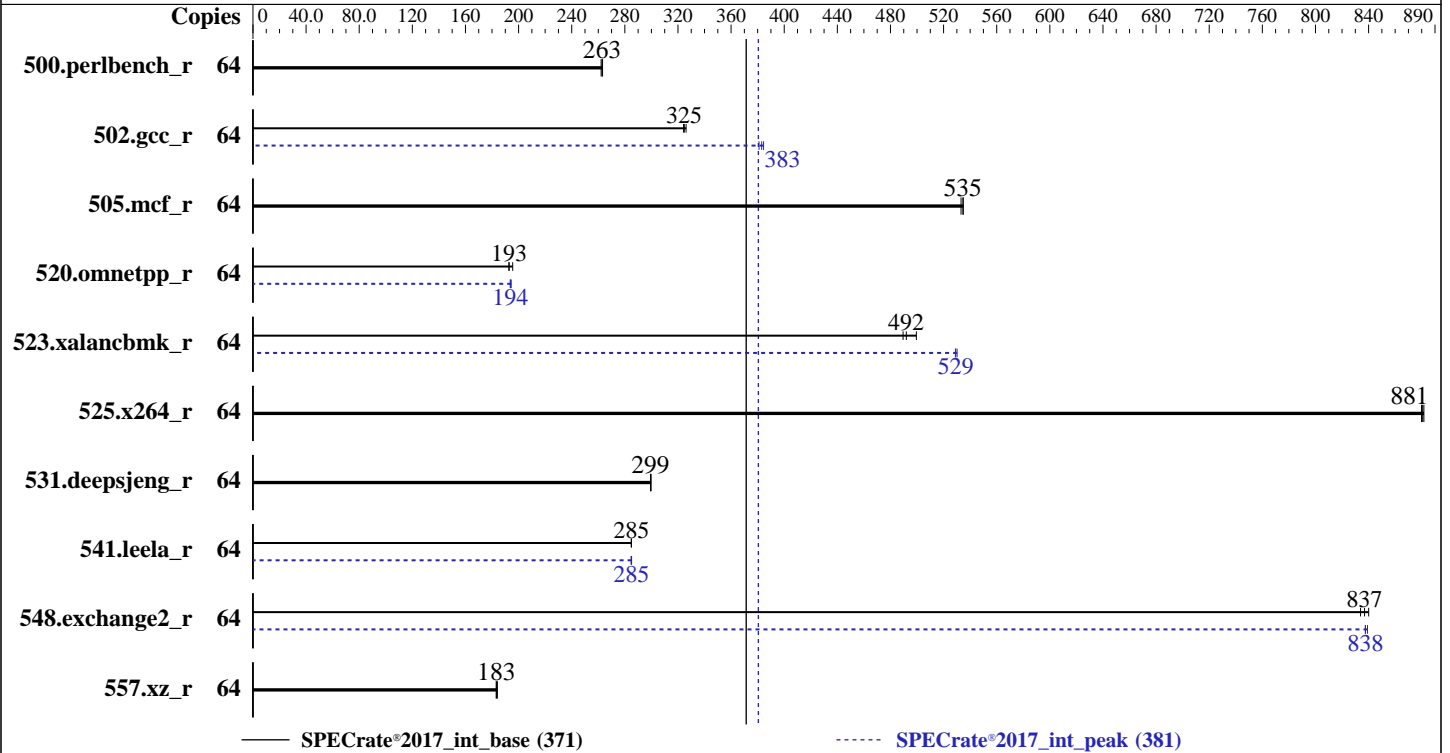 Copies 0 40.0 80.0 120 160 200 240 280 320 360 400 440 480 520 560 600 640 680 720 760 800 840 890
263
500.perlbench_r 64
325
502.gcc_r 64
383
535
505.mcf_r 64
193
520.omnetpp_r 64
194
492
523.xalancbmk_r 64
529
881
525.x264_r 64
299
531.deepsjeng_r 64
285
541.leela_r 64
285
837
548.exchange2_r 64
838
183
557.xz_r 64
SPECrate®2017_int_base (371) SPECrate®2017_int_peak (381)